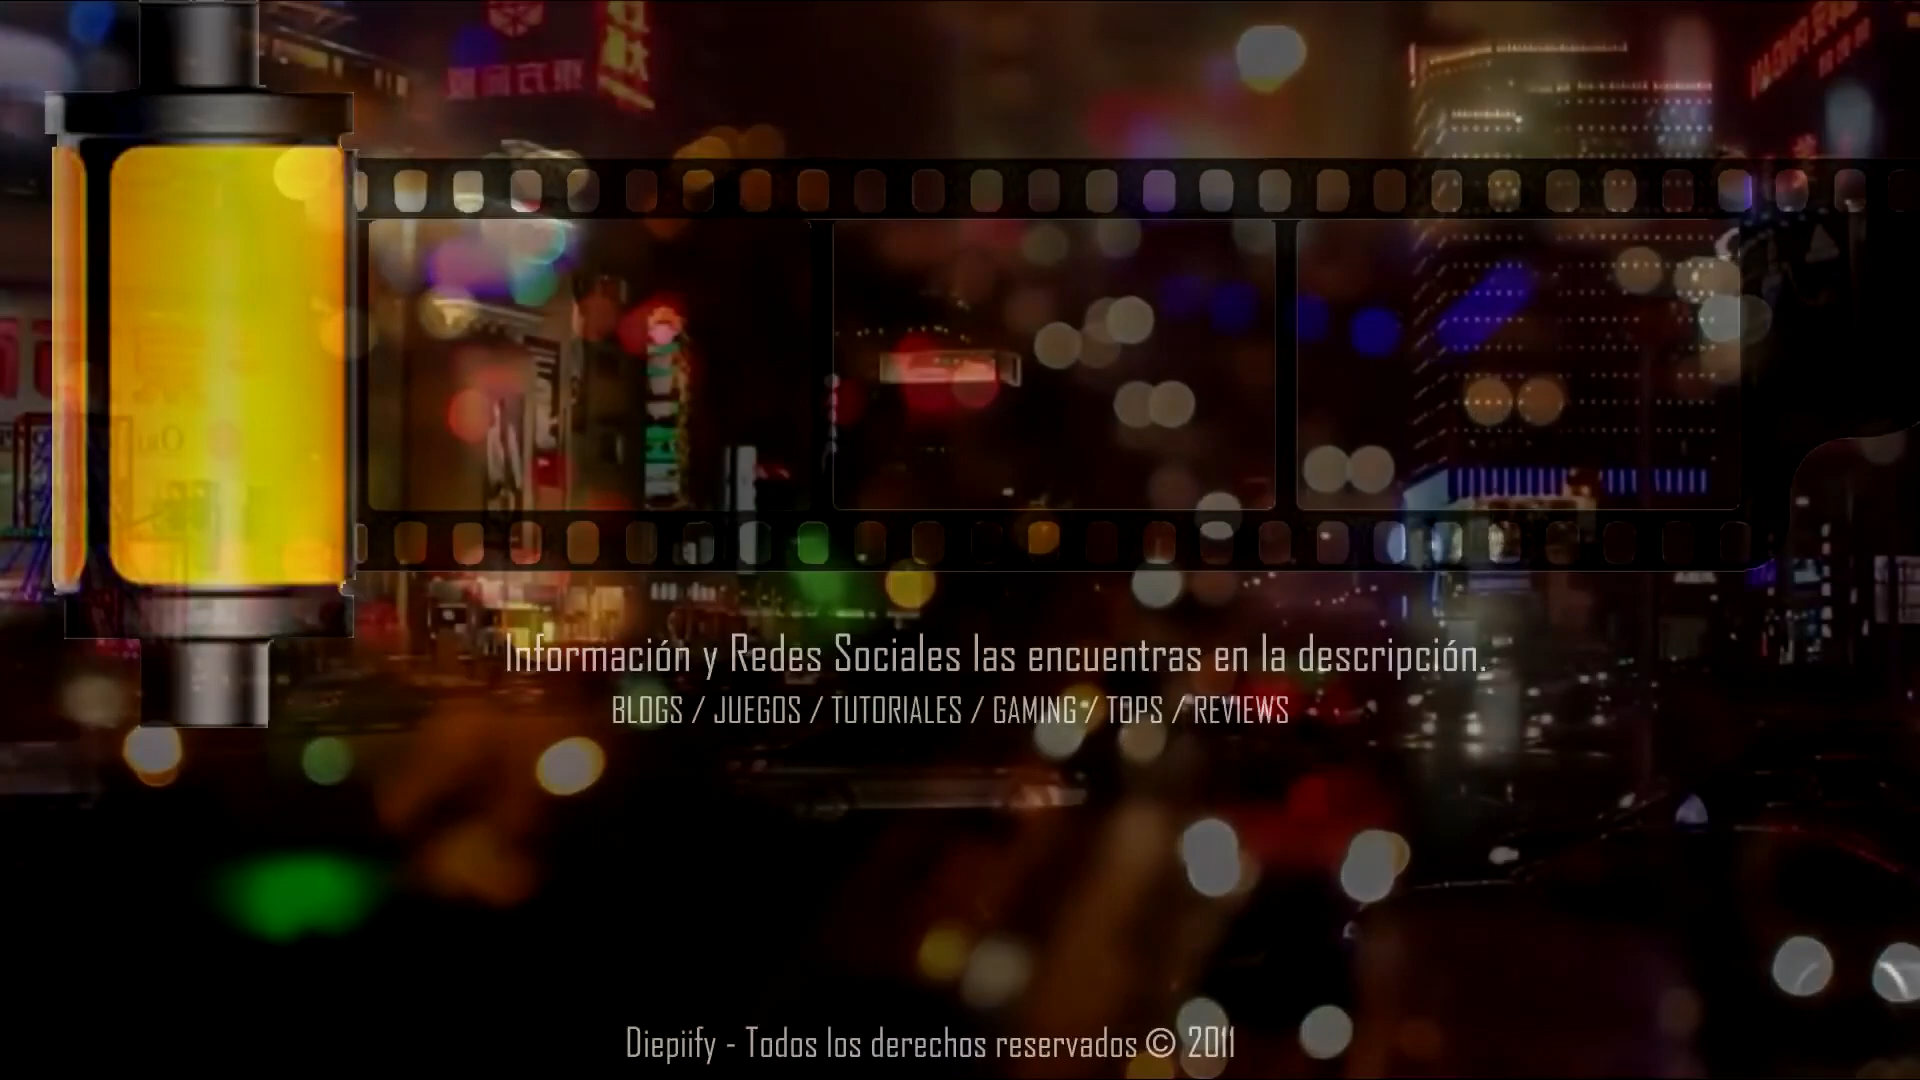 Información y Redes Sociales las encuentras en la descripción.
BLOGS / JUEGOS / TUTORIALES / GAMING / TOPS / REVIEWS
Diepiify - Todos los derechos reservados © 2011